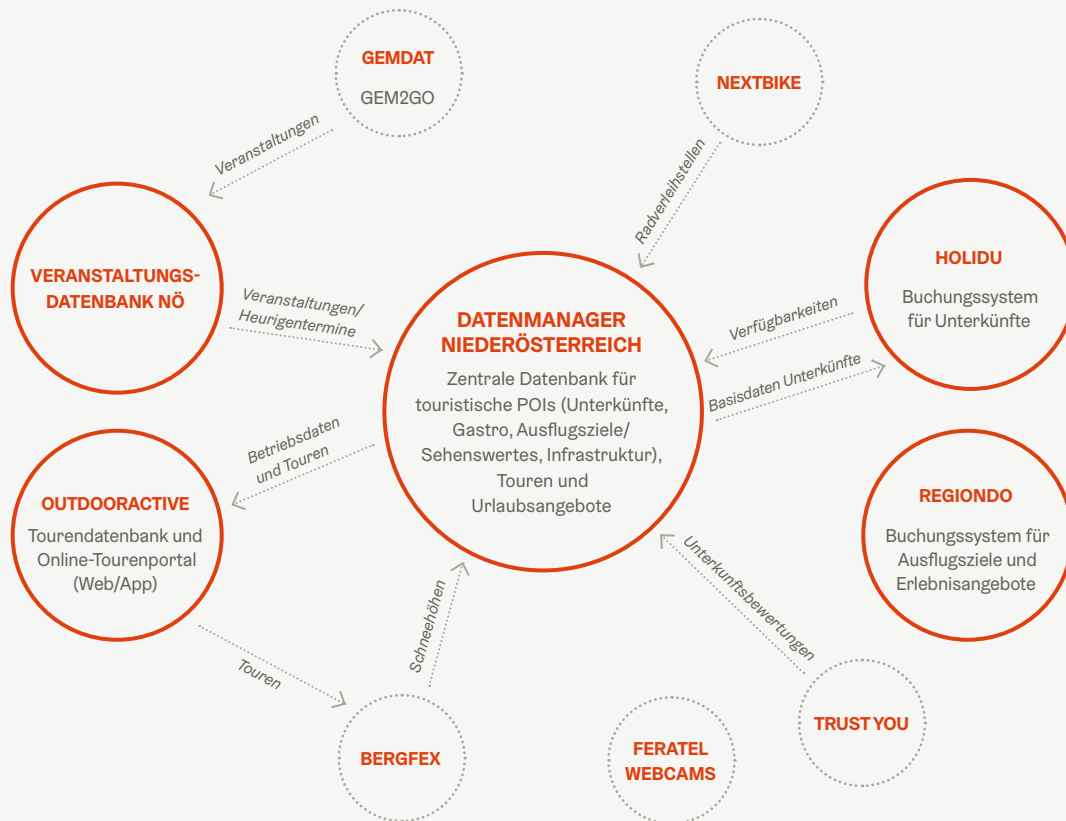 GEMDAT
GEM2GO
NEXTBIKE
Veranstaltungen
Radverleihstellen
VERANSTALTUNGS-
DATENBANK NÖ
Veranstaltungen/
Heurigentermine
DATENMANAGER
NIEDERÖSTERREICH
Zentrale Datenbank für
touristische POIs (Unterkünfte,
Gastro, Ausflugsziele/
Sehenswertes, Infrastruktur),
Touren und
Urlaubsangebote
HOLIDU
Buchungssystem
für Unterkünfte
Verfügbarkeiten
Basisdaten Unterkünfte
Betriebsdaten
und Touren
OUTDOORACTIVE
Tourendatenbank und
Online-Tourenportal
(Web/App)
REGIONDO
Buchungssystem für
Ausflugsziele und
Erlebnisangebote
Touren
Schneehöhen
Unterkunftsbewertungen
BERGFEX
FERATEL
WEBCAMS
TRUST YOU